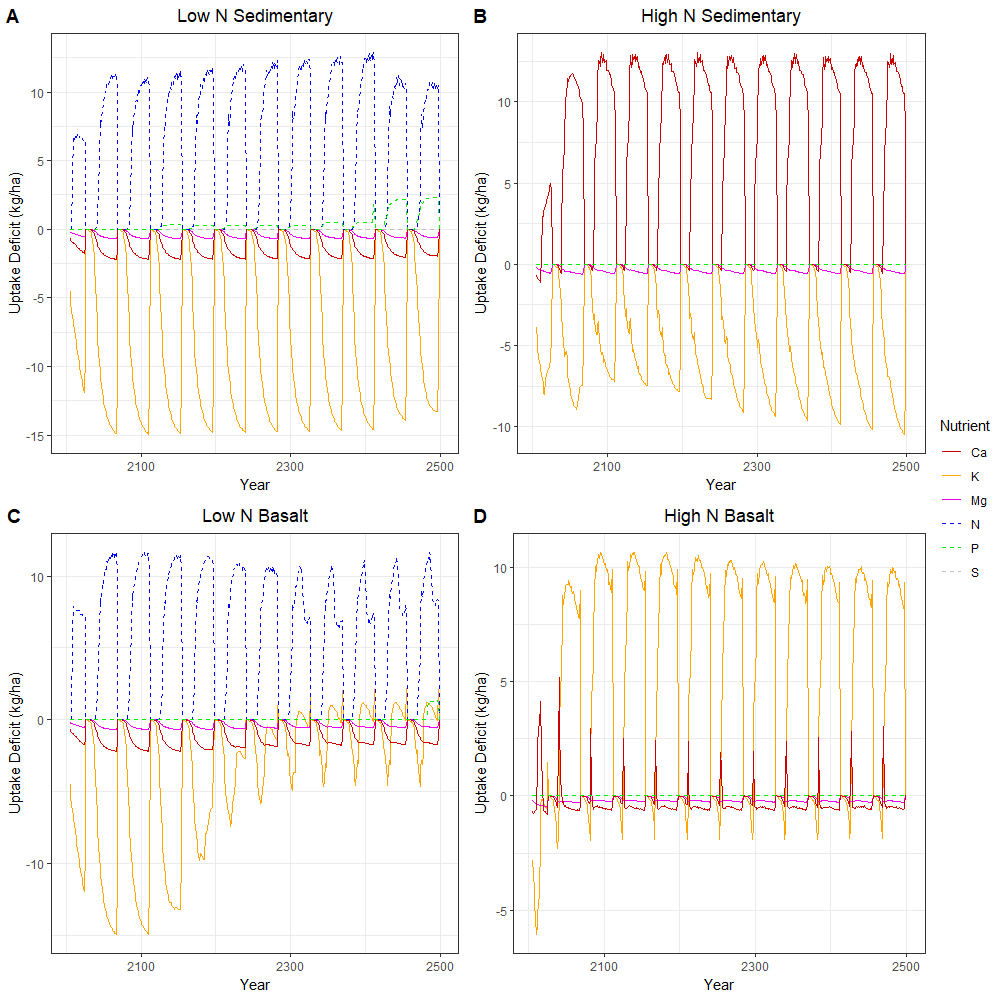 A Low N Sedimentary
Uptake Deficit (kg/ha)
10
5
0
-5
-10
-15
2100 2300 2500
Year
B High N Sedimentary
Uptake Deficit (kg/ha)
10
5
0
-5
-10
2100 2300 2500
Year
C Low N Basalt
Uptake Deficit (kg/ha)
10
0
-10
2100 2300 2500
Year
D High N Basalt
Uptake Deficit (kg/ha)
10
5
0
-5
2100 2300 2500
Year
Nutrient
Ca
K
Mg
N
P
S